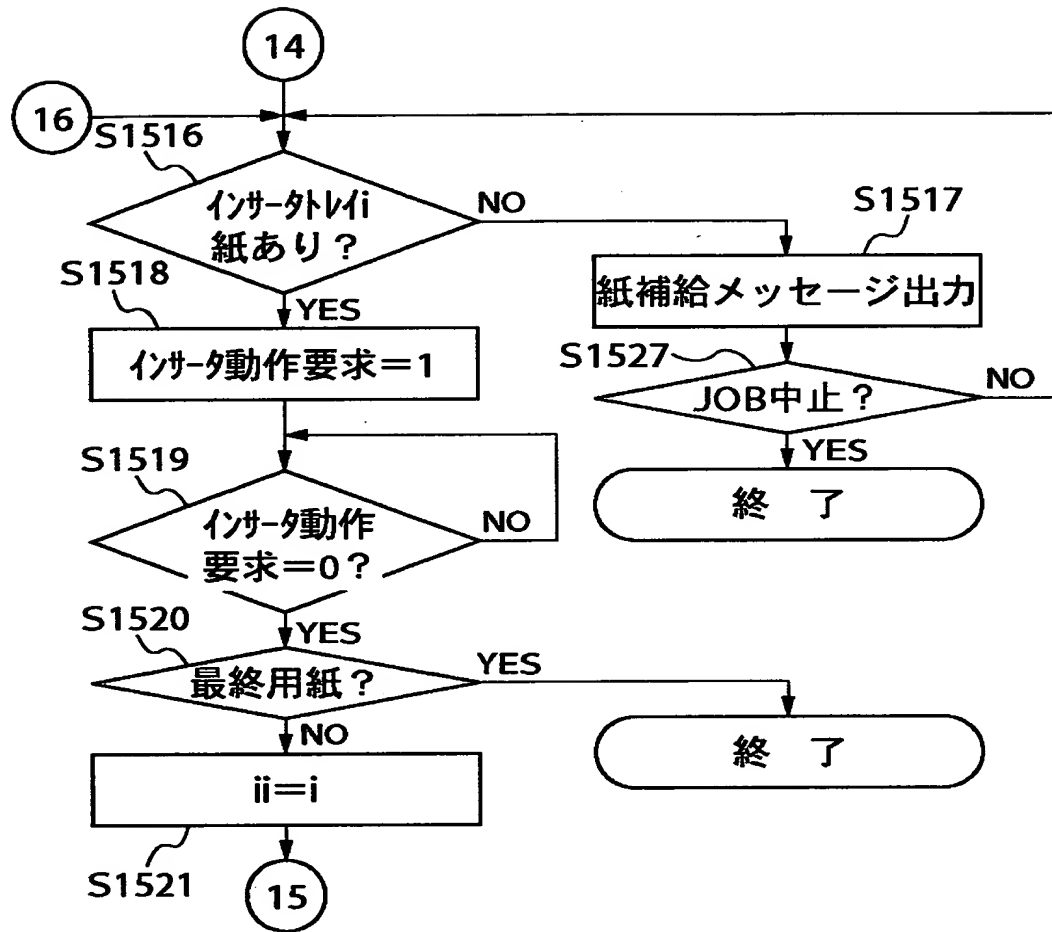 14
16
S1516
インサータトレイi
紙あり？
NO
S1517
紙補給メッセージ出力
S1518
YES
インサータ動作要求＝1
S1527
JOB中止？
NO
YES
終　了
S1519
インサータ動作
要求＝0？
NO
YES
S1520
最終用紙？
YES
終　了
NO
ii＝i
S1521
15